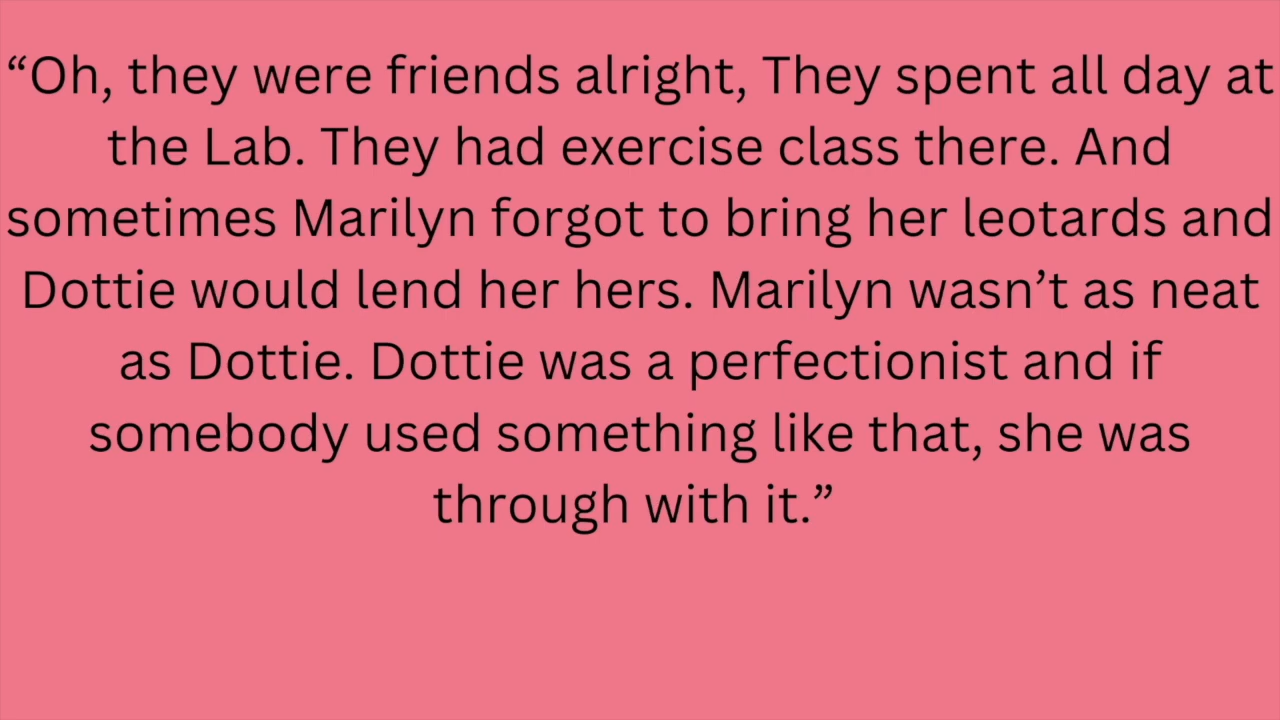 “Oh, they were friends alright, They spent all day at
the Lab. They had exercise class there. And
sometimes Marilyn forgot to bring her leotards and
Dottie would lend her hers. Marilyn wasn’t as neat
as Dottie. Dottie was a perfectionist and if
somebody used something like that, she was
through with it.”